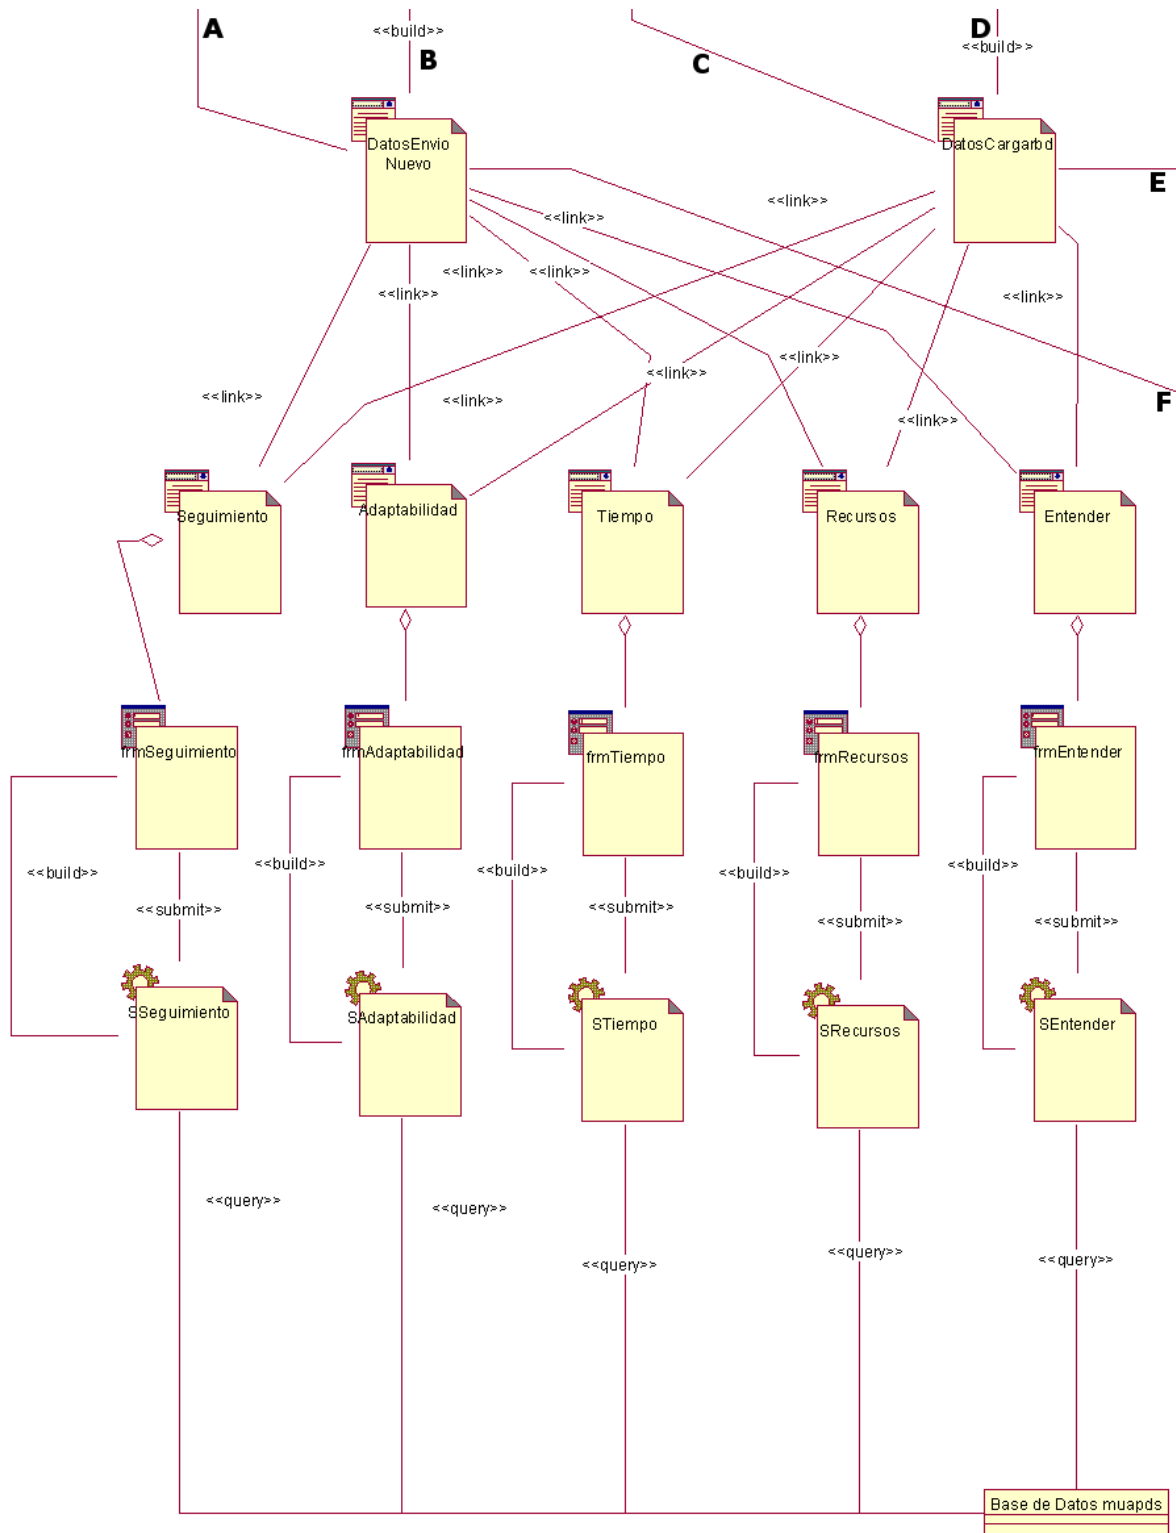 A
<<build>>
B
C
D
<<build>>
DatosEnvio
Nuevo
DatosCargarbd
E
<<link>>
<<link>>
<<link>>
<<link>>
<<link>>
<<link>>
<<link>>
<<link>>
<<link>>
<<link>>
F
<<link>>
Seguimiento
Adaptabilidad
Tiempo
Recursos
Entender
frmSeguimiento
frmAdaptabilidad
frmTiempo
frmRecursos
frmEntender
<<build>>
<<build>>
<<build>>
<<build>>
<<build>>
<<submit>>
<<submit>>
<<submit>>
<<submit>>
<<submit>>
SSeguimiento
SAdaptabilidad
STiempo
SRecursos
SEntender
<<query>>
<<query>>
<<query>>
<<query>>
<<query>>
Base de Datos muapds